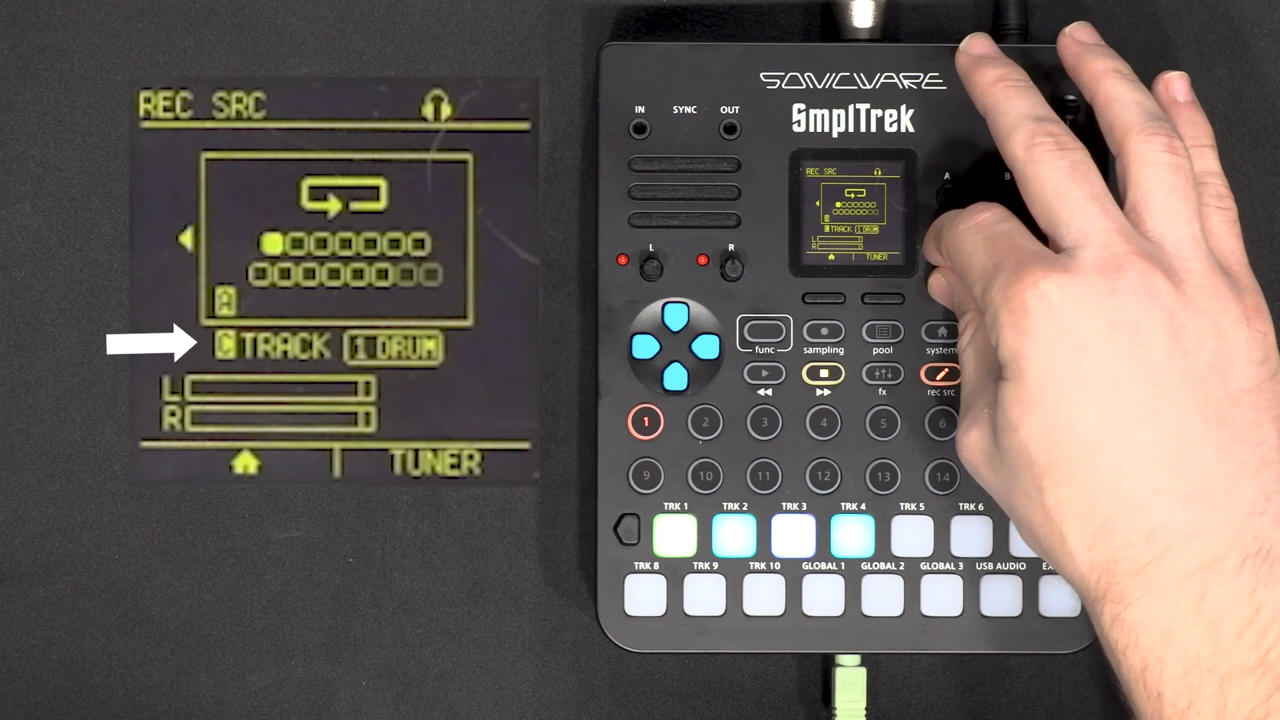 REC SRC
A
C TRACK 1 DRUM
L
R
TUNER
SONICWARE
SmplTrek
IN SYNC OUT
A B
REC SRC
A
C TRACK 1 DRUM
L
R
TUNER
L R
func sampling pool system
◀◀ ▶▶ fx rec src
1 2 3 4 5 6
9 10 11 12 13 14
TRK 1 TRK 2 TRK 3 TRK 4 TRK 5 TRK 6
TRK 8 TRK 9 TRK 10 GLOBAL 1 GLOBAL 2 GLOBAL 3 USB AUDIO